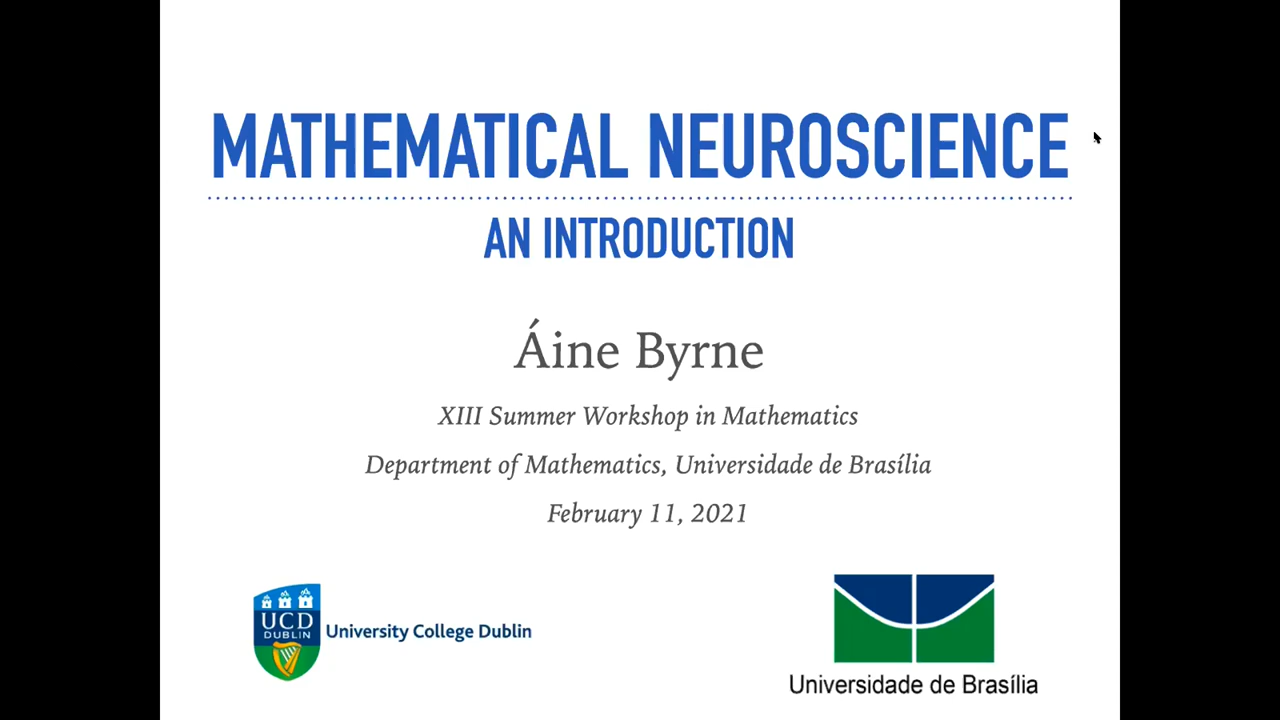 MATHEMATICAL NEUROSCIENCE
AN INTRODUCTION
Áine Byrne
XIII Summer Workshop in Mathematics
Department of Mathematics, Universidade de Brasília
February 11, 2021
UCD
DUBLIN
University College Dublin
Universidade de Brasília